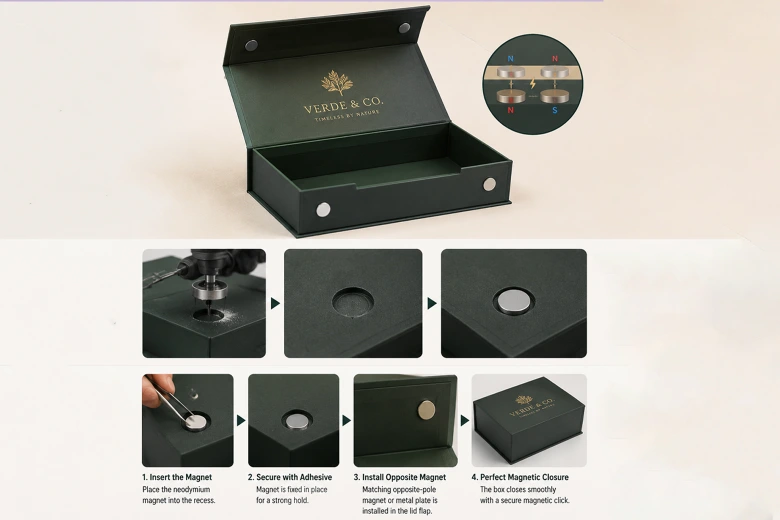 VERDE & CO.
TIMELESS BY NATURE
N N
N S
VERDE & CO.
TIMELESS BY NATURE
1. Insert the Magnet
Place the neodymium
magnet into the recess.
2. Secure with Adhesive
Magnet is fixed in place
for a strong hold.
3. Install Opposite Magnet
Matching opposite-pole
magnet or metal plate is
installed in the lid flap.
4. Perfect Magnetic Closure
The box closes smoothly
with a secure magnetic click.